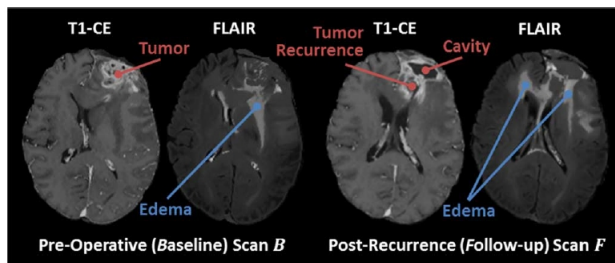 T1-CE
FLAIR
T1-CE
FLAIR
Tumor
Tumor
Recurrence
Cavity
Edema
Edema
Pre-Operative (Baseline) Scan B
Post-Recurrence (Follow-up) Scan F